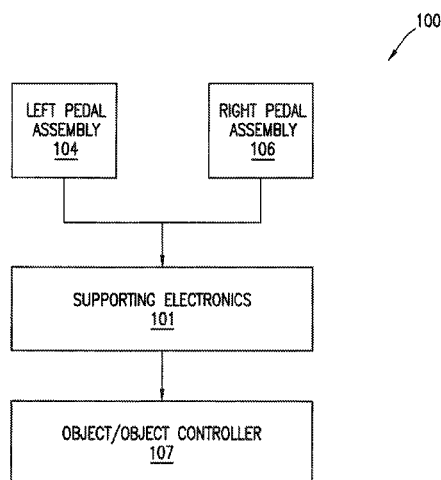 100
LEFT PEDAL
ASSEMBLY
104
RIGHT PEDAL
ASSEMBLY
106
SUPPORTING ELECTRONICS
101
OBJECT/OBJECT CONTROLLER
107